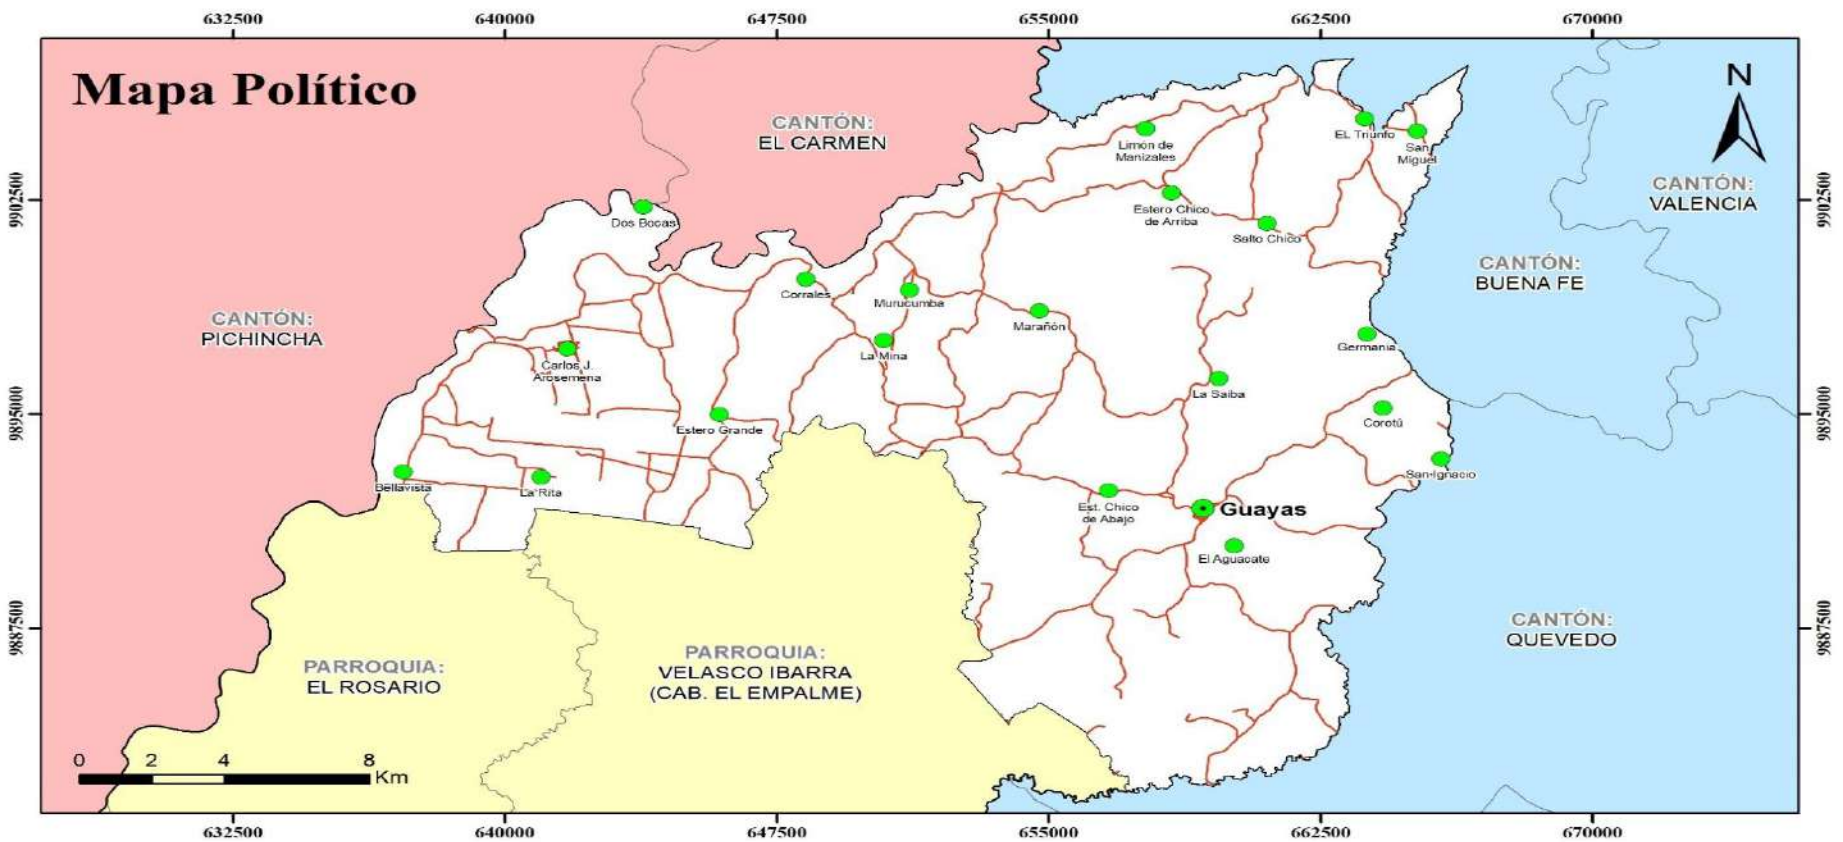 632500 640000 647500 655000 662500 670000
Mapa Político
N
CANTÓN:
EL CARMEN
EL Triunfo
San
Miguel
Limón de
Manizales
9902500
9902500
CANTÓN:
VALENCIA
Dos Bocas
Estero Chico
de Arriba
Salto Chico
CANTÓN:
BUENA FE
Corrales
Murucumba
Marañón
CANTÓN:
PICHINCHA
Germania
La Mina
Carlos J.
Arosemena
La Saiba
9895000
9895000
Estero Grande
Corotú
San Ignacio
Bellavista
La Rita
Est. Chico
de Abajo
Guayas
El Aguacate
9887500
9887500
CANTÓN:
QUEVEDO
PARROQUIA:
EL ROSARIO
PARROQUIA:
VELASCO IBARRA
(CAB. EL EMPALME)
0 2 4 8
Km
632500 640000 647500 655000 662500 670000